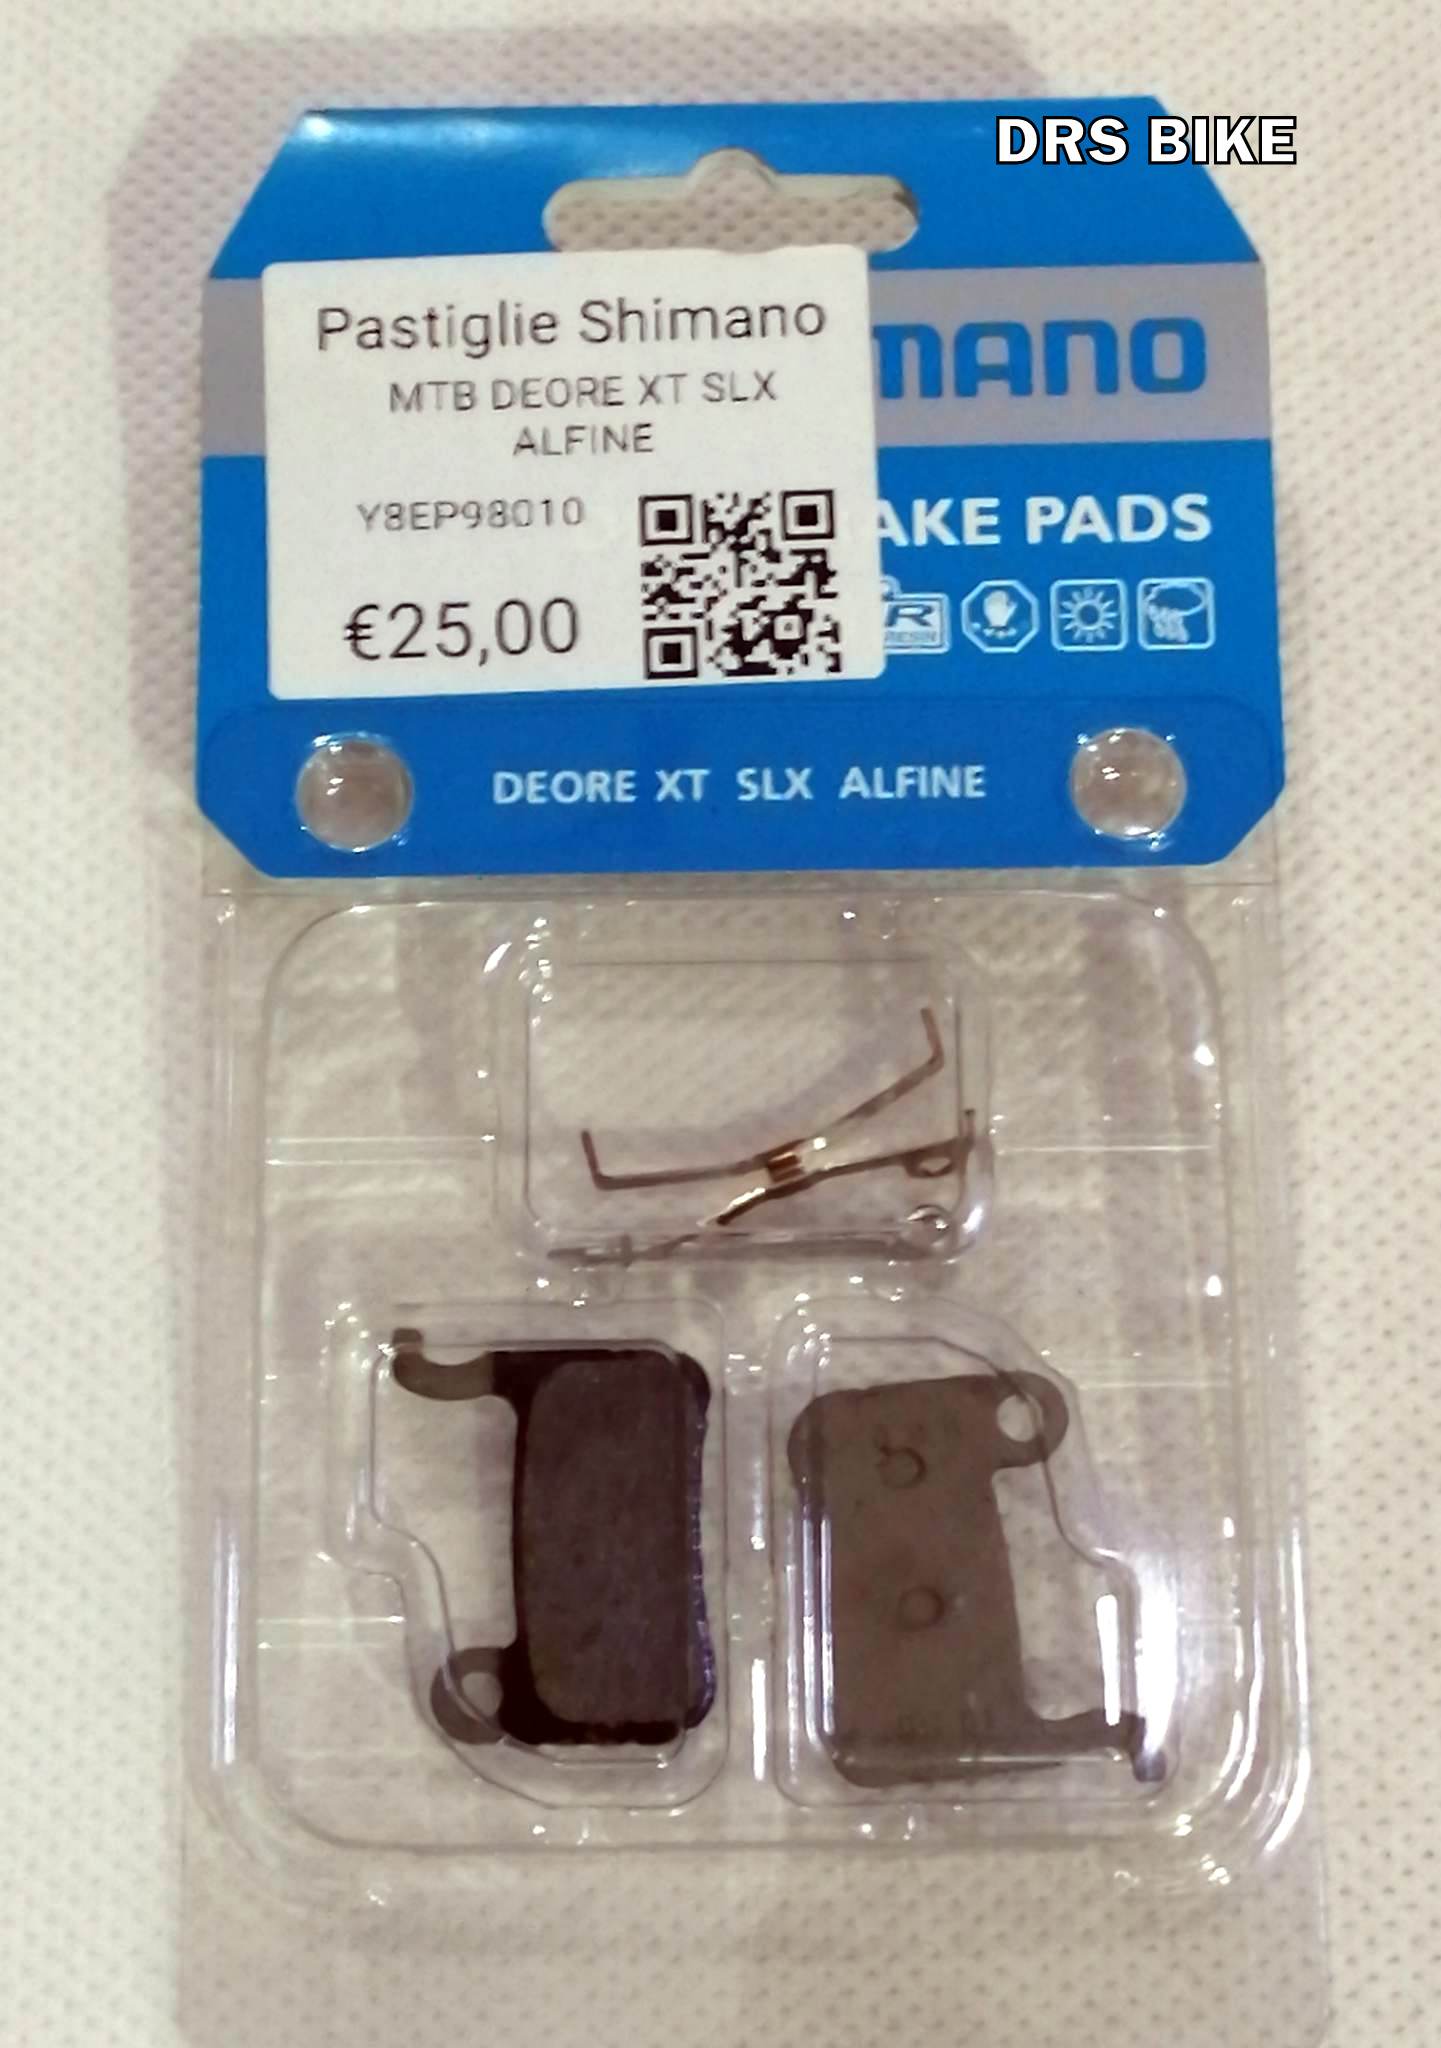 DRS BIKE
Pastiglie Shimano
MTB DEORE XT SLX
ALFINE
Y8EP98010
€25,00
MANO
AKE PADS
R
RESIN
DEORE XT SLX ALFINE